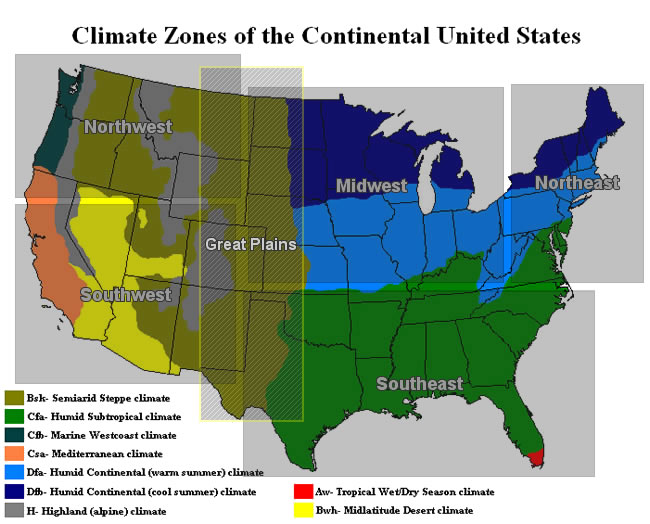 Climate Zones of the Continental United States
Northwest
Midwest
Northeast
Great Plains
Southwest
Southeast
Bsk- Semiarid Steppe climate
Cfa- Humid Subtropical climate
Cfb- Marine Westcoast climate
Csa- Mediterranean climate
Dfa- Humid Continental (warm summer) climate
Dfb- Humid Continental (cool summer) climate
H- Highland (alpine) climate
Aw- Tropical Wet/Dry Season climate
Bwh- Midlatitude Desert climate